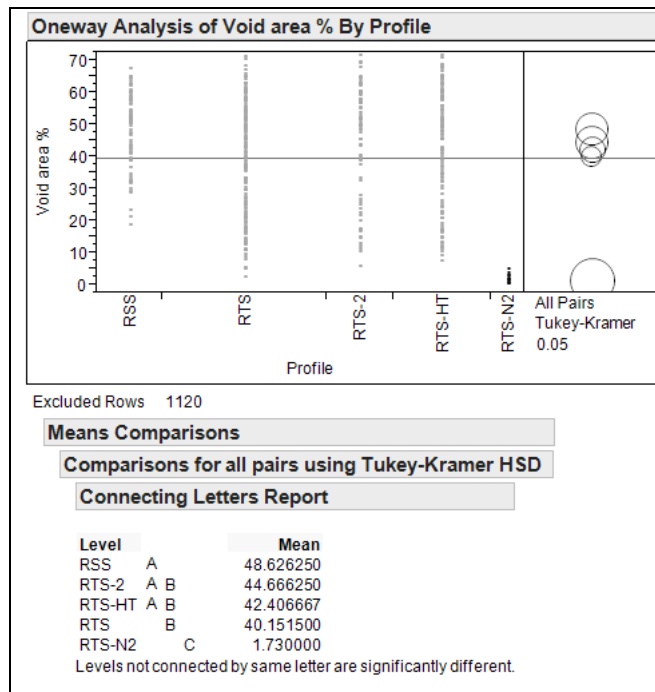 Oneway Analysis of Void area % By Profile
70
60
50
40
30
20
10
0
Void area %
RSS
RTS
RTS-2
RTS-HT
RTS-N2
Profile
All Pairs
Tukey-Kramer
0.05
Excluded Rows 1120
Means Comparisons
Comparisons for all pairs using Tukey-Kramer HSD
Connecting Letters Report
Level Mean
RSS A 48.626250
RTS-2 A B 44.666250
RTS-HT A B 42.406667
RTS B 40.151500
RTS-N2 C 1.730000
Levels not connected by same letter are significantly different.